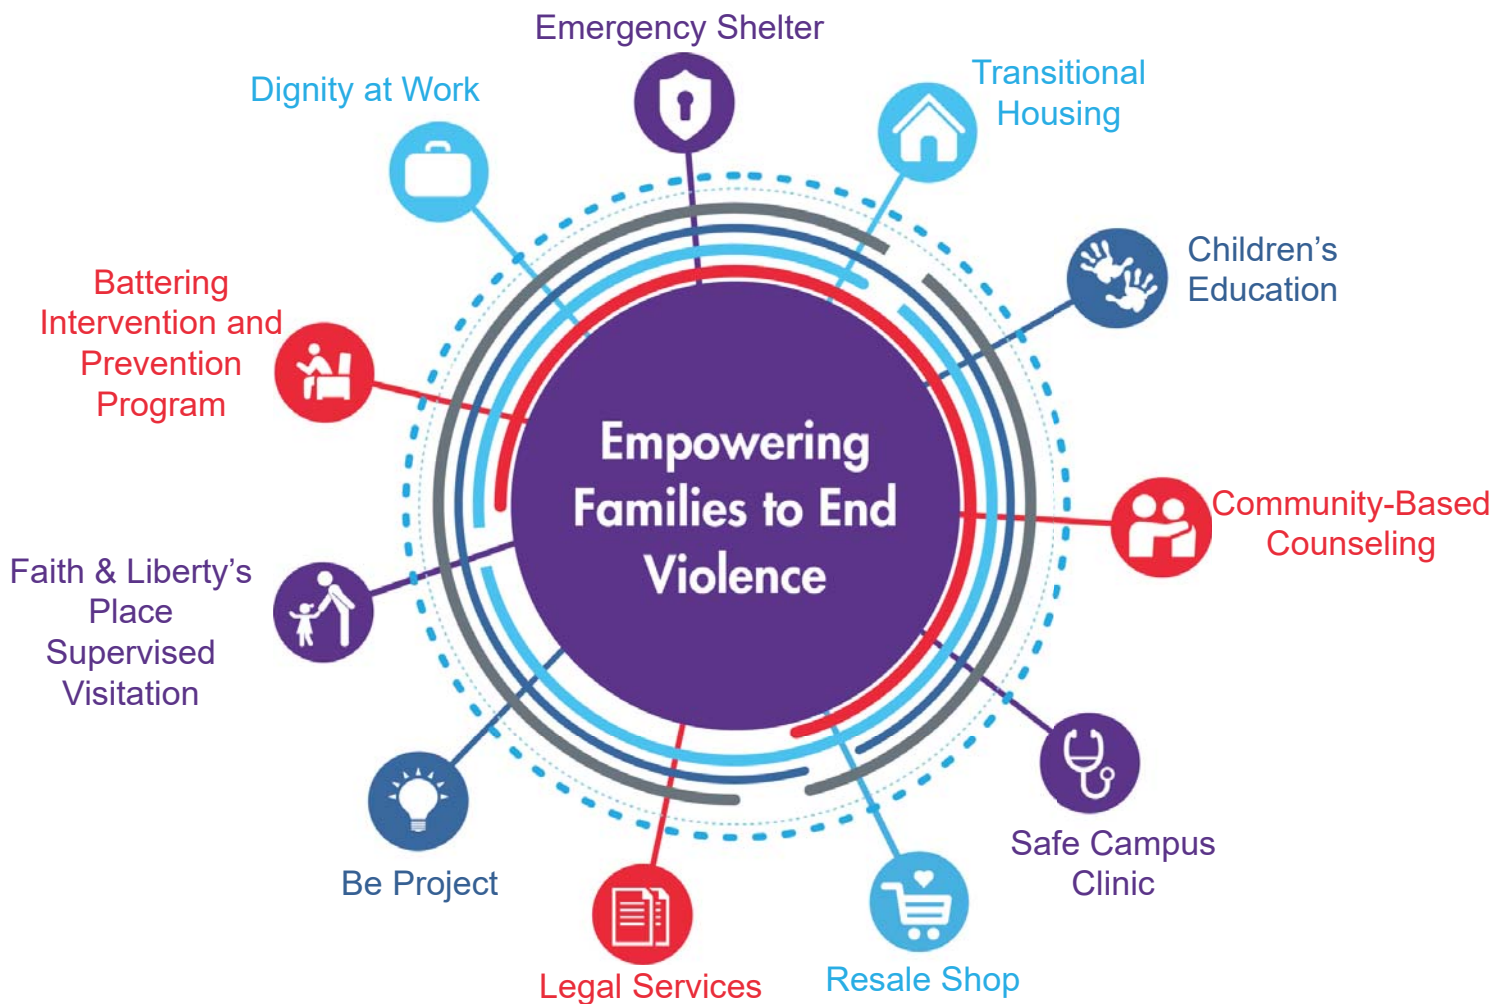 Emergency Shelter
Transitional
Housing
Dignity at Work
Children’s
Education
Battering
Intervention and
Prevention
Program
Empowering
Families to End
Violence
Community-Based
Counseling
Faith & Liberty’s
Place
Supervised
Visitation
Safe Campus
Clinic
Be Project
Legal Services
Resale Shop